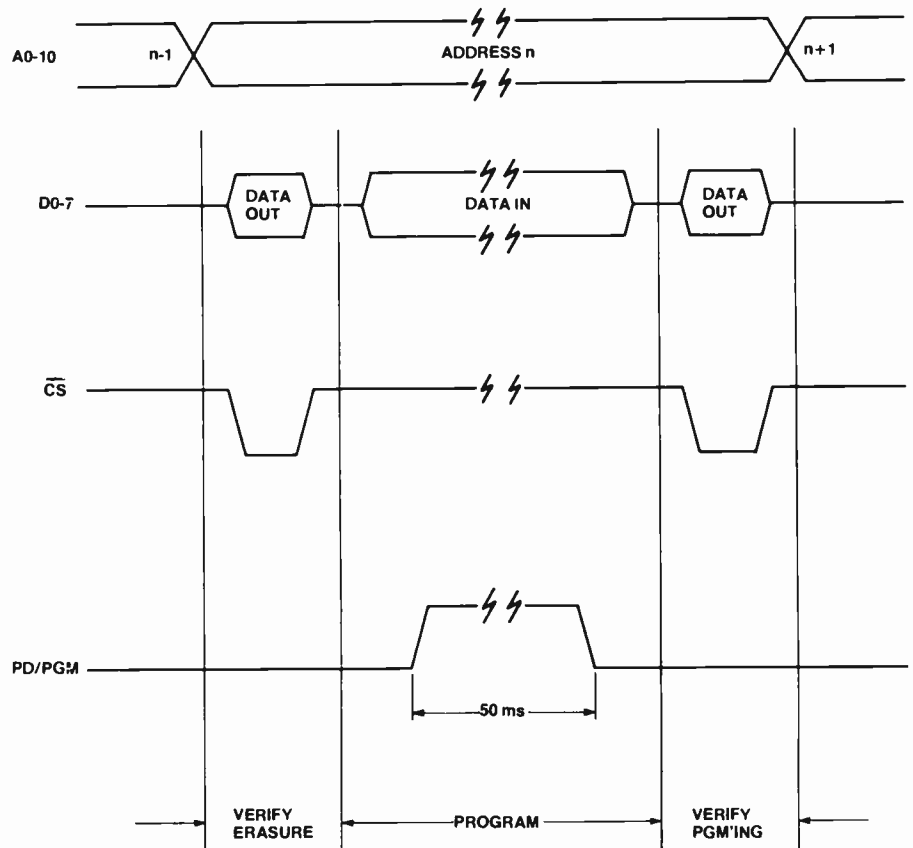 A0-10
n-1
ADDRESS n
n+1
D0-7
DATA
OUT
DATA IN
DATA
OUT
CS
PD/PGM
50 ms
VERIFY
ERASURE
PROGRAM
VERIFY
PGM'ING